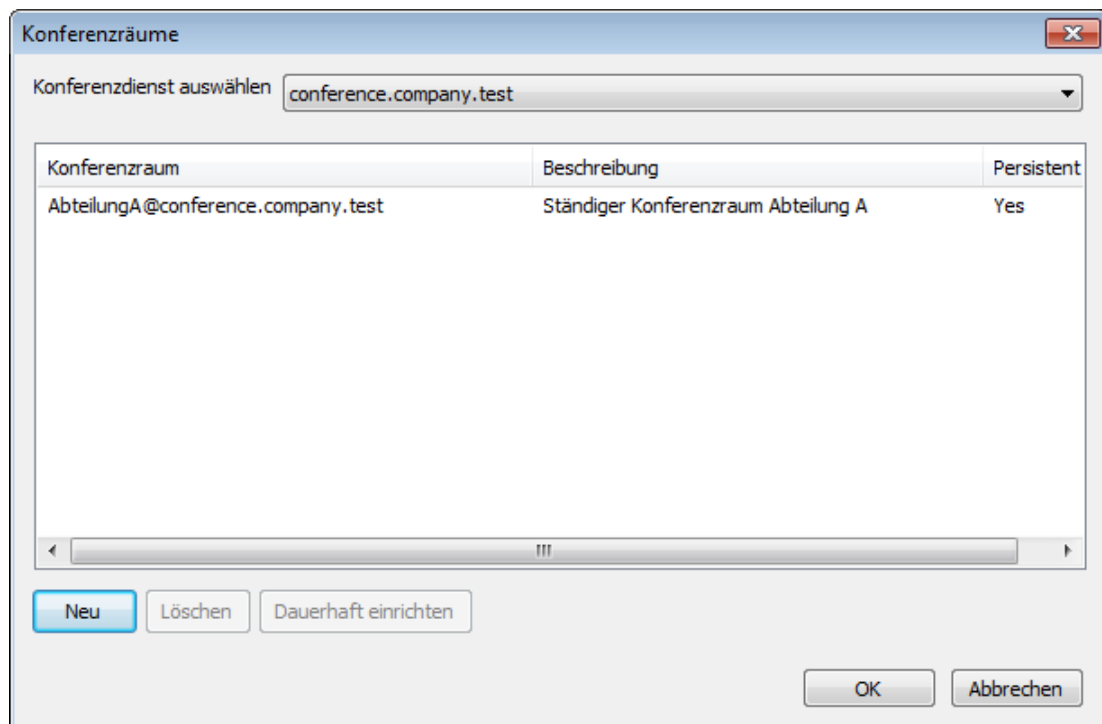 Konferenzräume
Konferenzdienst auswählen conference.company.test
Konferenzraum Beschreibung Persistent
AbteilungA@conference.company.test Ständiger Konferenzraum Abteilung A Yes
Neu Löschen Dauerhaft einrichten
OK Abbrechen